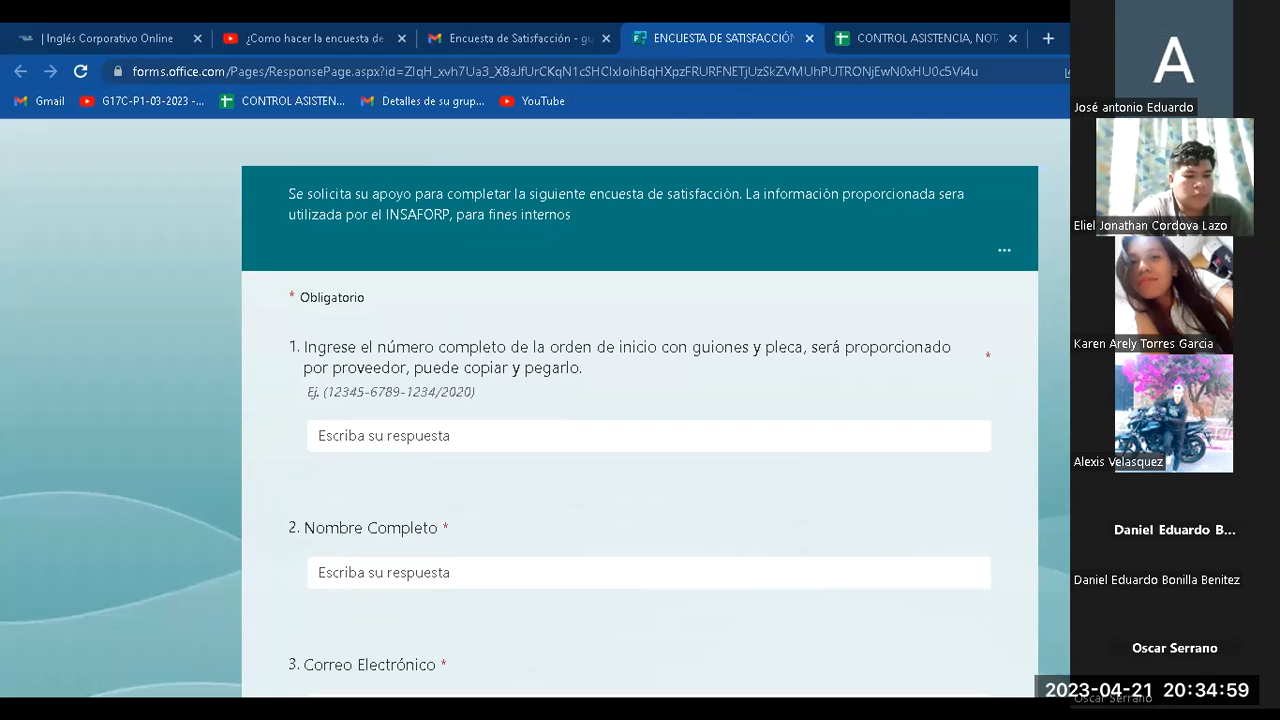 | Inglés Corporativo Online
¿Como hacer la encuesta de
Encuesta de Satisfacción - gu
ENCUESTA DE SATISFACCIÓN
CONTROL ASISTENCIA, NOT
forms.office.com/Pages/ResponsePage.aspx?id=ZIqH_xvh7Ua3_X8aJfUrCKqN1cSHCIxIoihBqHXpzFRURFNETjUzSkZVMUhPUTRONjEwN0xHU0c5Vi4u
Gmail
G17C-P1-03-2023 -...
CONTROL ASISTEN...
Detalles de su grup...
YouTube
Se solicita su apoyo para completar la siguiente encuesta de satisfacción. La información proporcionada sera
utilizada por el INSAFORP, para fines internos
...
* Obligatorio
1. Ingrese el número completo de la orden de inicio con guiones y pleca, será proporcionado *
por proveedor, puede copiar y pegarlo.
Ej. (12345-6789-1234/2020)
Escriba su respuesta
2. Nombre Completo *
Escriba su respuesta
3. Correo Electrónico *
A
José antonio Eduardo
Eliel Jonathan Cordova Lazo
Karen Arely Torres Garcia
Alexis Velasquez
Daniel Eduardo B...
Daniel Eduardo Bonilla Benitez
Oscar Serrano
2023-04-21 20:34:59
Oscar Serrano